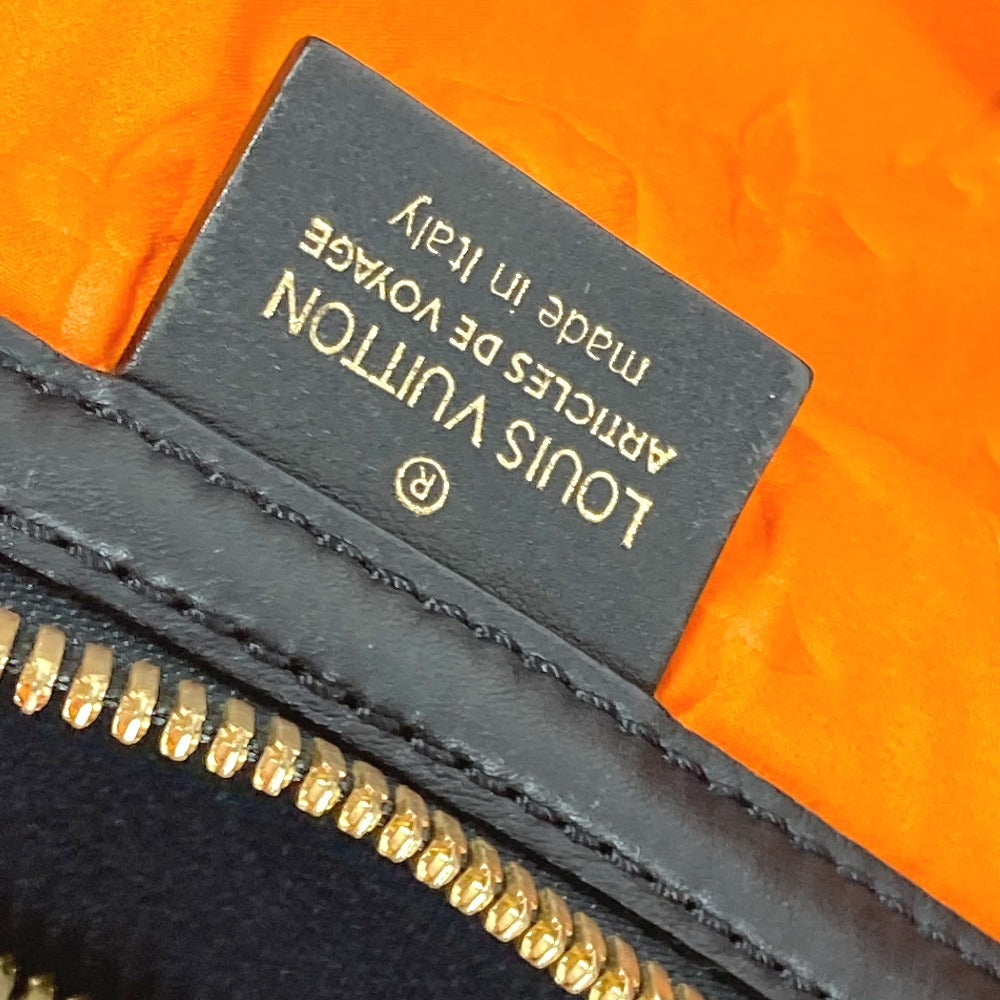 ®
LOUIS VUITTON
ARTICLES DE VOYAGE
made in Italy